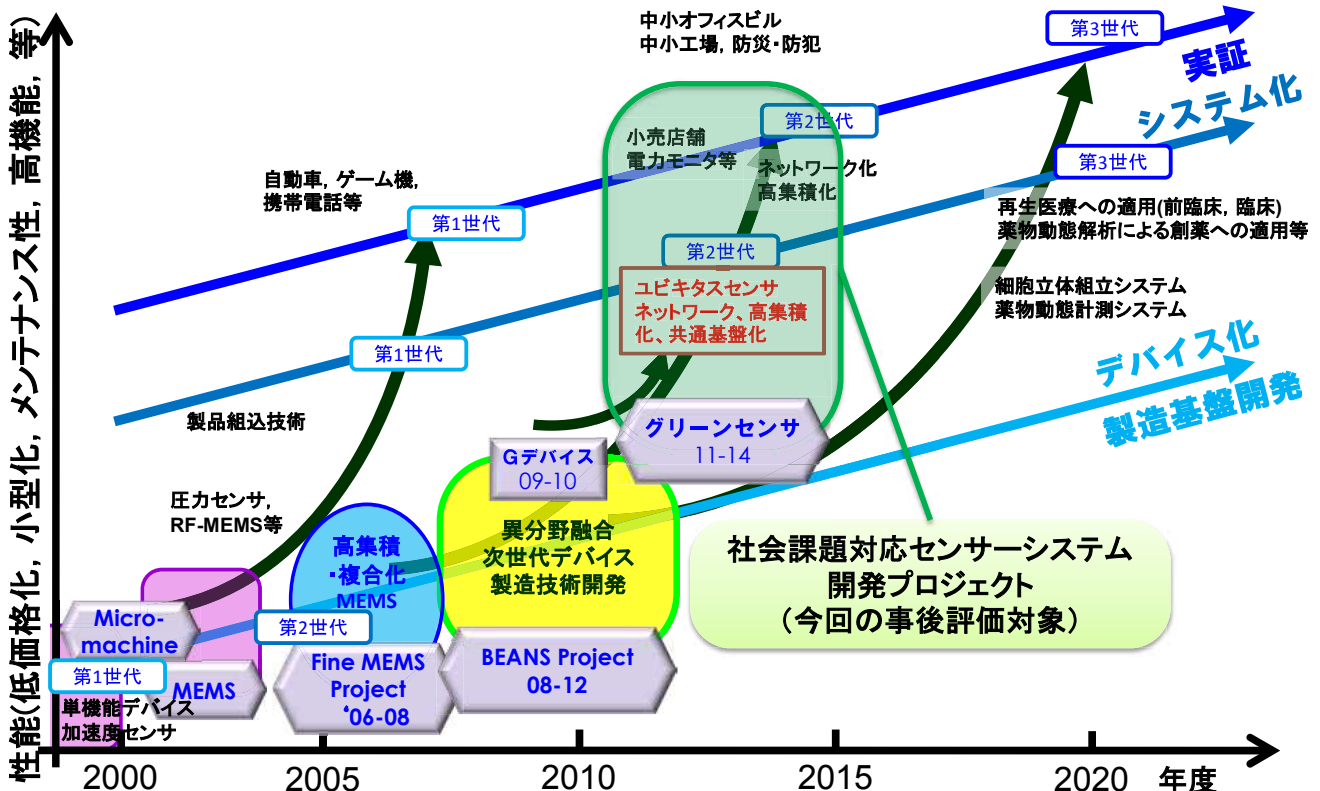 性能(低価格化, 小型化, メンテナンス性, 高機能, 等)
中小オフィスビル
中小工場, 防災・防犯
第3世代
実証
システム化
第2世代
小売店舗
電力モニタ等
ネットワーク化
高集積化
第3世代
自動車, ゲーム機,
携帯電話等
第1世代
再生医療への適用(前臨床, 臨床)
薬物動態解析による創薬への適用等
第2世代
ユビキタスセンサ
ネットワーク、高集積
化、共通基盤化
細胞立体組立システム
薬物動態計測システム
第1世代
デバイス化
製造基盤開発
製品組込技術
グリーンセンサ
11-14
Gデバイス
09-10
圧力センサ,
RF-MEMS等
高集積
・複合化
MEMS
異分野融合
次世代デバイス
製造技術開発
社会課題対応センサーシステム
開発プロジェクト
（今回の事後評価対象）
Micro-
machine
第2世代
第1世代
MEMS
Fine MEMS
Project
‘06-08
BEANS Project
08-12
単機能デバイス
加速度センサ
2000
2005
2010
2015
2020
年度